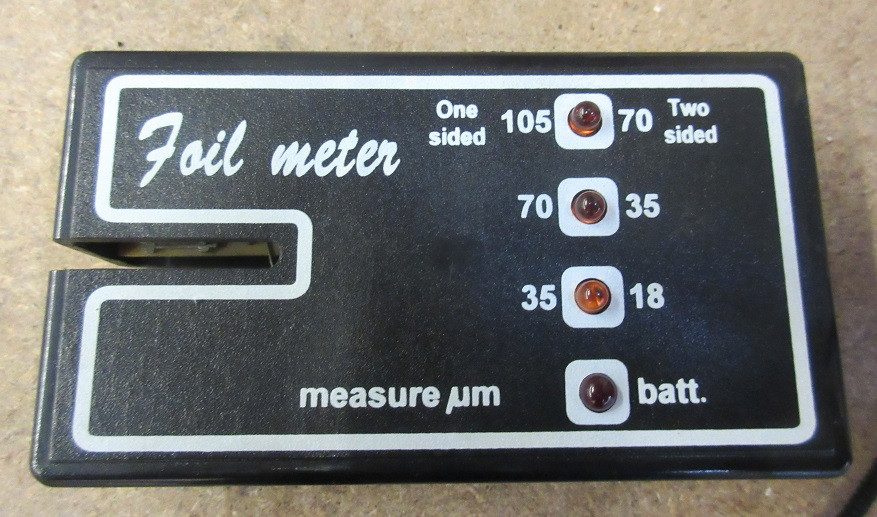 Foil meter
One sided 105 70 Two sided
70 35
35 18
measure µm batt.